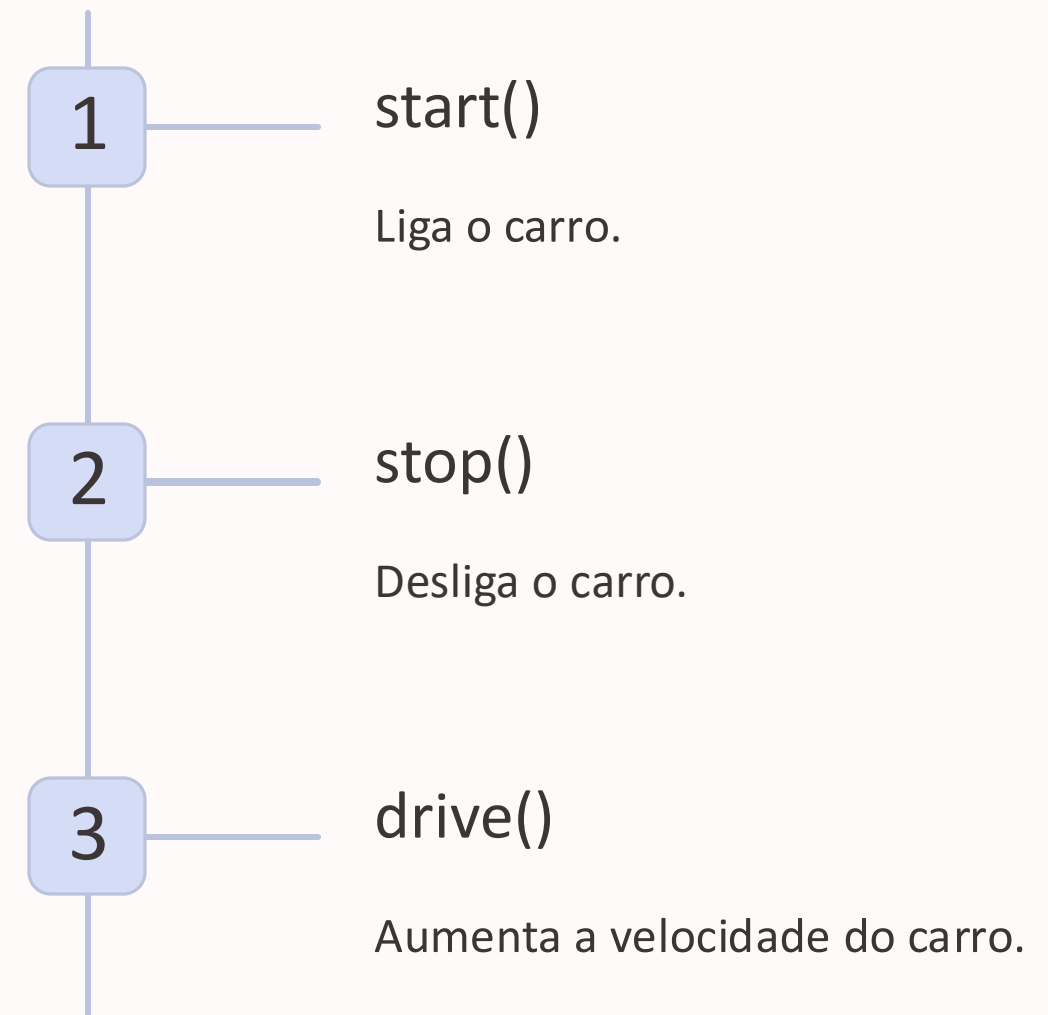 1
start()
Liga o carro.
2
stop()
Desliga o carro.
3
drive()
Aumenta a velocidade do carro.